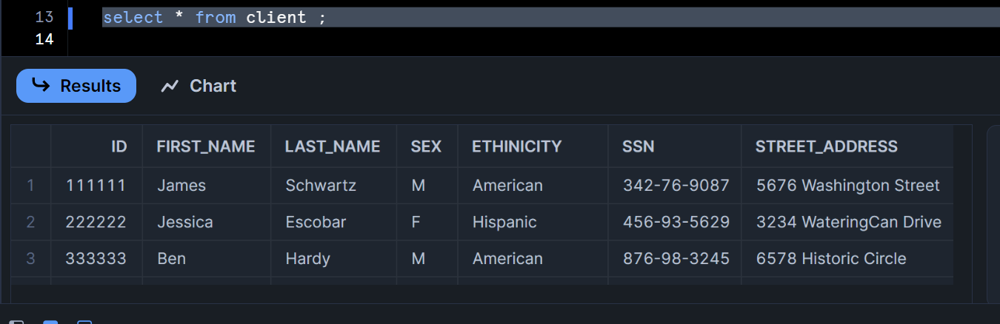 13 select * from client ;
14
Results Chart
ID FIRST_NAME LAST_NAME SEX ETHINICITY SSN STREET_ADDRESS
1 111111 James Schwartz M American 342-76-9087 5676 Washington Street
2 222222 Jessica Escobar F Hispanic 456-93-5629 3234 WateringCan Drive
3 333333 Ben Hardy M American 876-98-3245 6578 Historic Circle